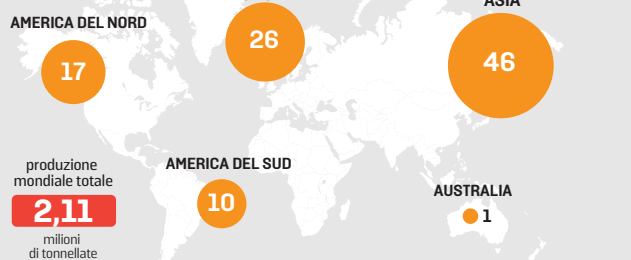 ASIA
AMERICA DEL NORD
26
46
17
AMERICA DEL SUD
produzione
mondiale totale
AUSTRALIA
10
2,11
1
milioni
di tonnellate